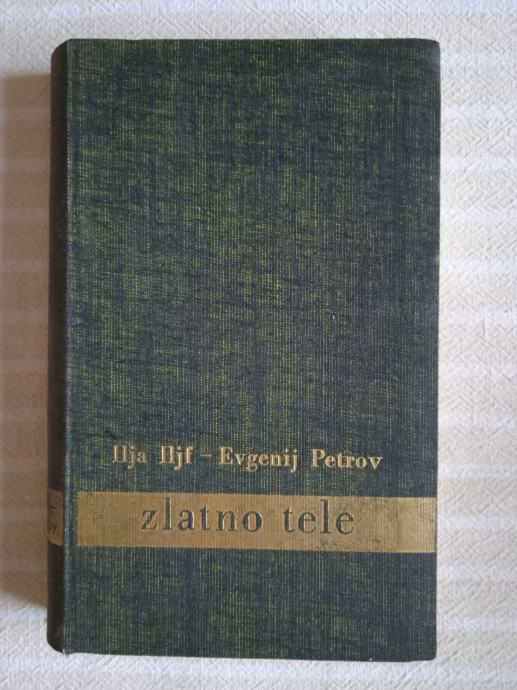 Ilja Iljf – Evgenij Petrov
zlatno tele